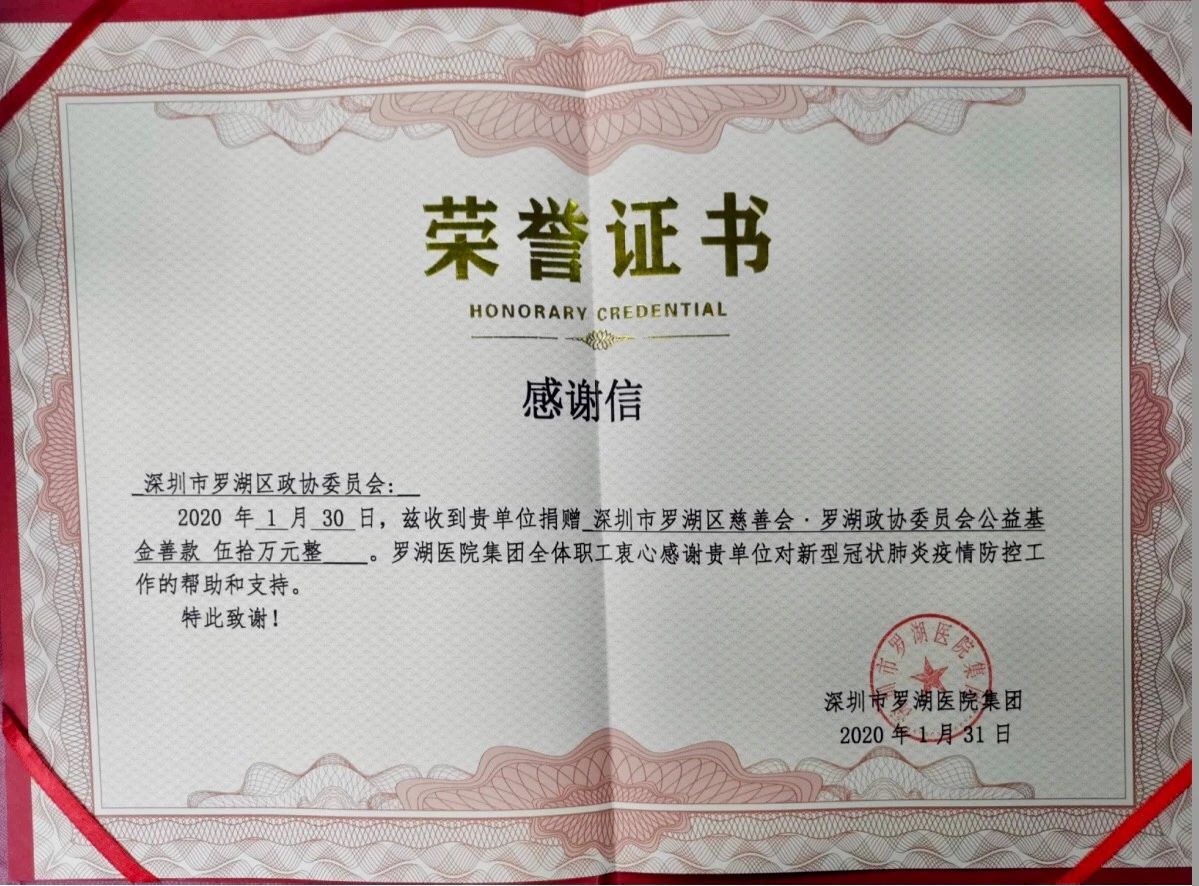 荣誉证书
HONORARY CREDENTIAL
感谢信
深圳市罗湖区政协委员会:
2020 年 1 月 30 日，兹收到贵单位捐赠 深圳市罗湖区慈善会·罗湖政协委员会公益基
金善款 伍拾万元整 。罗湖医院集团全体职工衷心感谢贵单位对新型冠状肺炎疫情防控工
作的帮助和支持。
特此致谢！
深圳市罗湖医院集团
2020 年 1 月 31 日